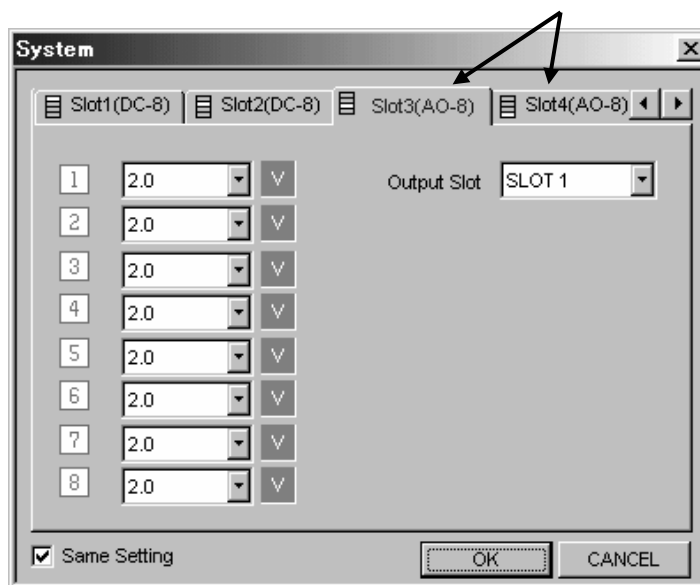 System
Slot1(DC-8) Slot2(DC-8) Slot3(AO-8) Slot4(AO-8)
1 2.0 V Output Slot SLOT 1
2 2.0 V
3 2.0 V
4 2.0 V
5 2.0 V
6 2.0 V
7 2.0 V
8 2.0 V
Same Setting OK CANCEL